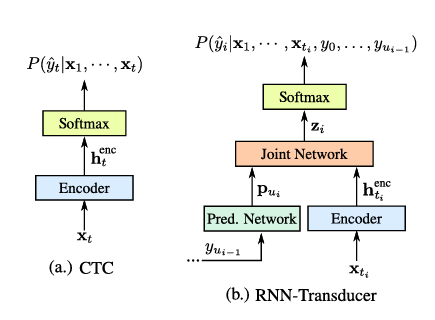 P(ŷ_t|x_1, ⋯, x_t)
Softmax
h_t^enc
Encoder
x_t
(a.) CTC
P(ŷ_i|x_1, ⋯, x_{t_i}, y_0, …, y_{u_{i−1}})
Softmax
z_i
Joint Network
p_{u_i}
h_{t_i}^enc
Pred. Network
Encoder
... y_{u_{i−1}}
x_{t_i}
(b.) RNN-Transducer